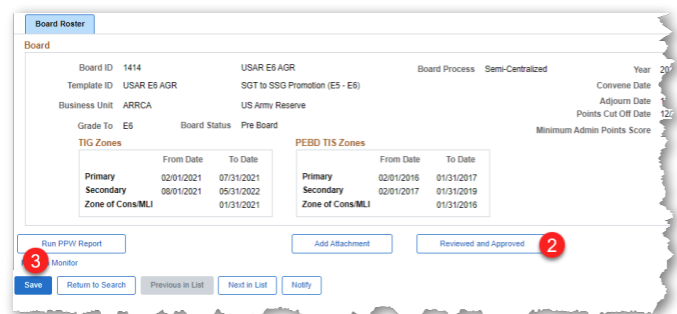 Board Roster
Board
Board ID 1414 USAR E6 AGR Board Process Semi-Centralized Year 20
Template ID USAR E6 AGR SGT to SSG Promotion (E5 - E6) Convene Date
Business Unit ARRCA US Army Reserve Adjourn Date
Points Cut Off Date 12/
Grade To E6 Board Status Pre Board Minimum Admin Points Score
TIG Zones PEBD TIS Zones
From Date To Date From Date To Date
Primary 02/01/2021 07/31/2021 Primary 02/01/2016 01/31/2017
Secondary 08/01/2021 05/31/2022 Secondary 02/01/2017 01/31/2019
Zone of Cons/MLI 01/31/2021 Zone of Cons/MLI 01/31/2016
Run PPW Report Add Attachment Reviewed and Approved 2
3 Monitor
Save Return to Search Previous in List Next in List Notify